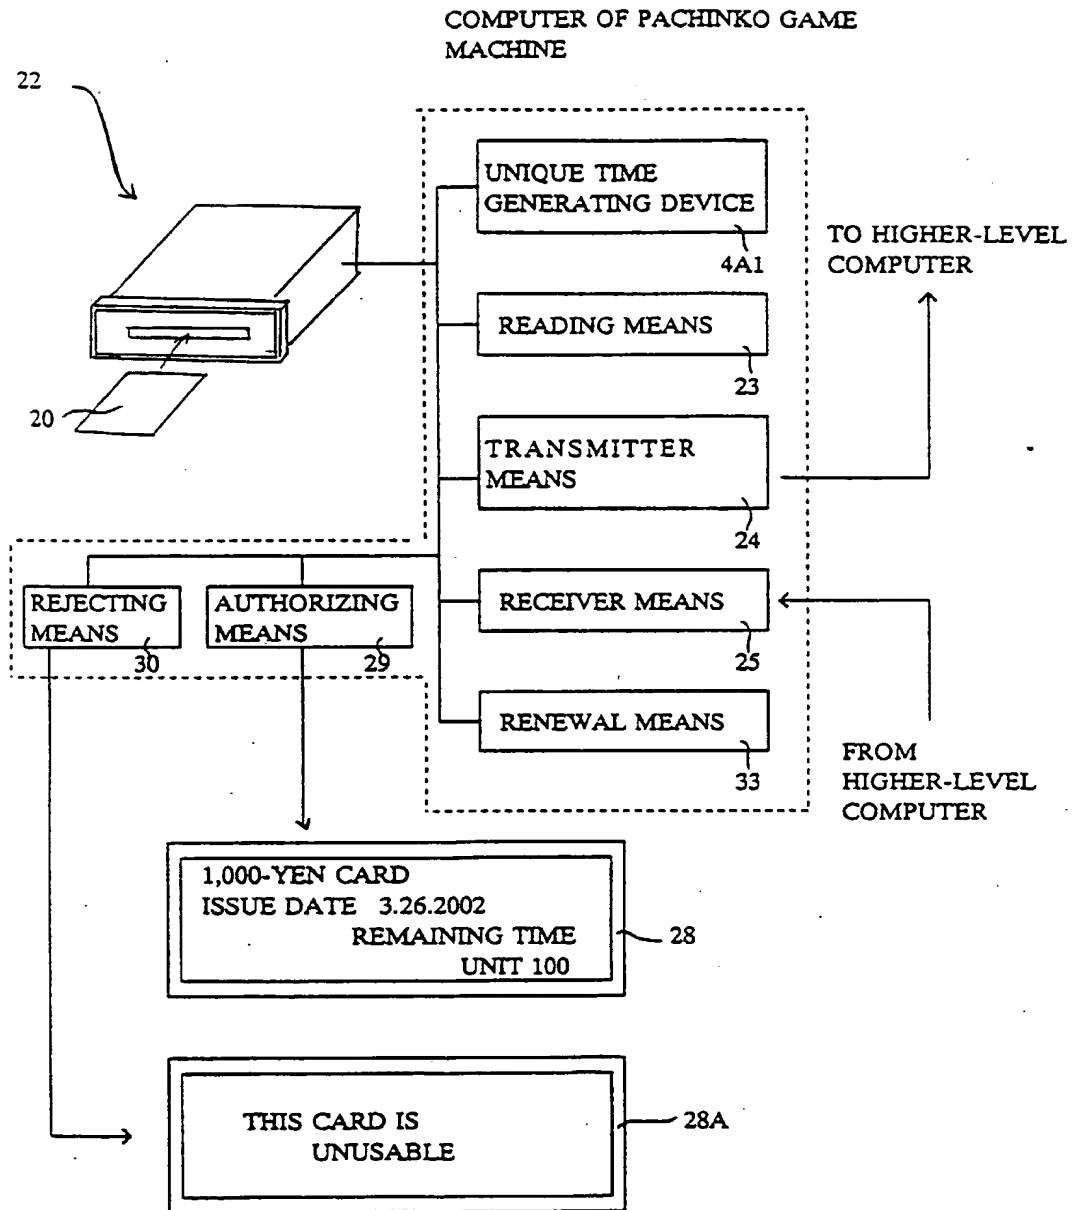 COMPUTER OF PACHINKO GAME
MACHINE
22
UNIQUE TIME
GENERATING DEVICE
4A1
TO HIGHER-LEVEL
COMPUTER
READING MEANS
23
20
TRANSMITTER
MEANS
24
REJECTING
MEANS
30
AUTHORIZING
MEANS
29
RECEIVER MEANS
25
RENEWAL MEANS
33
FROM
HIGHER-LEVEL
COMPUTER
1,000-YEN CARD
ISSUE DATE 3.26.2002
REMAINING TIME
UNIT 100
28
THIS CARD IS
UNUSABLE
28A